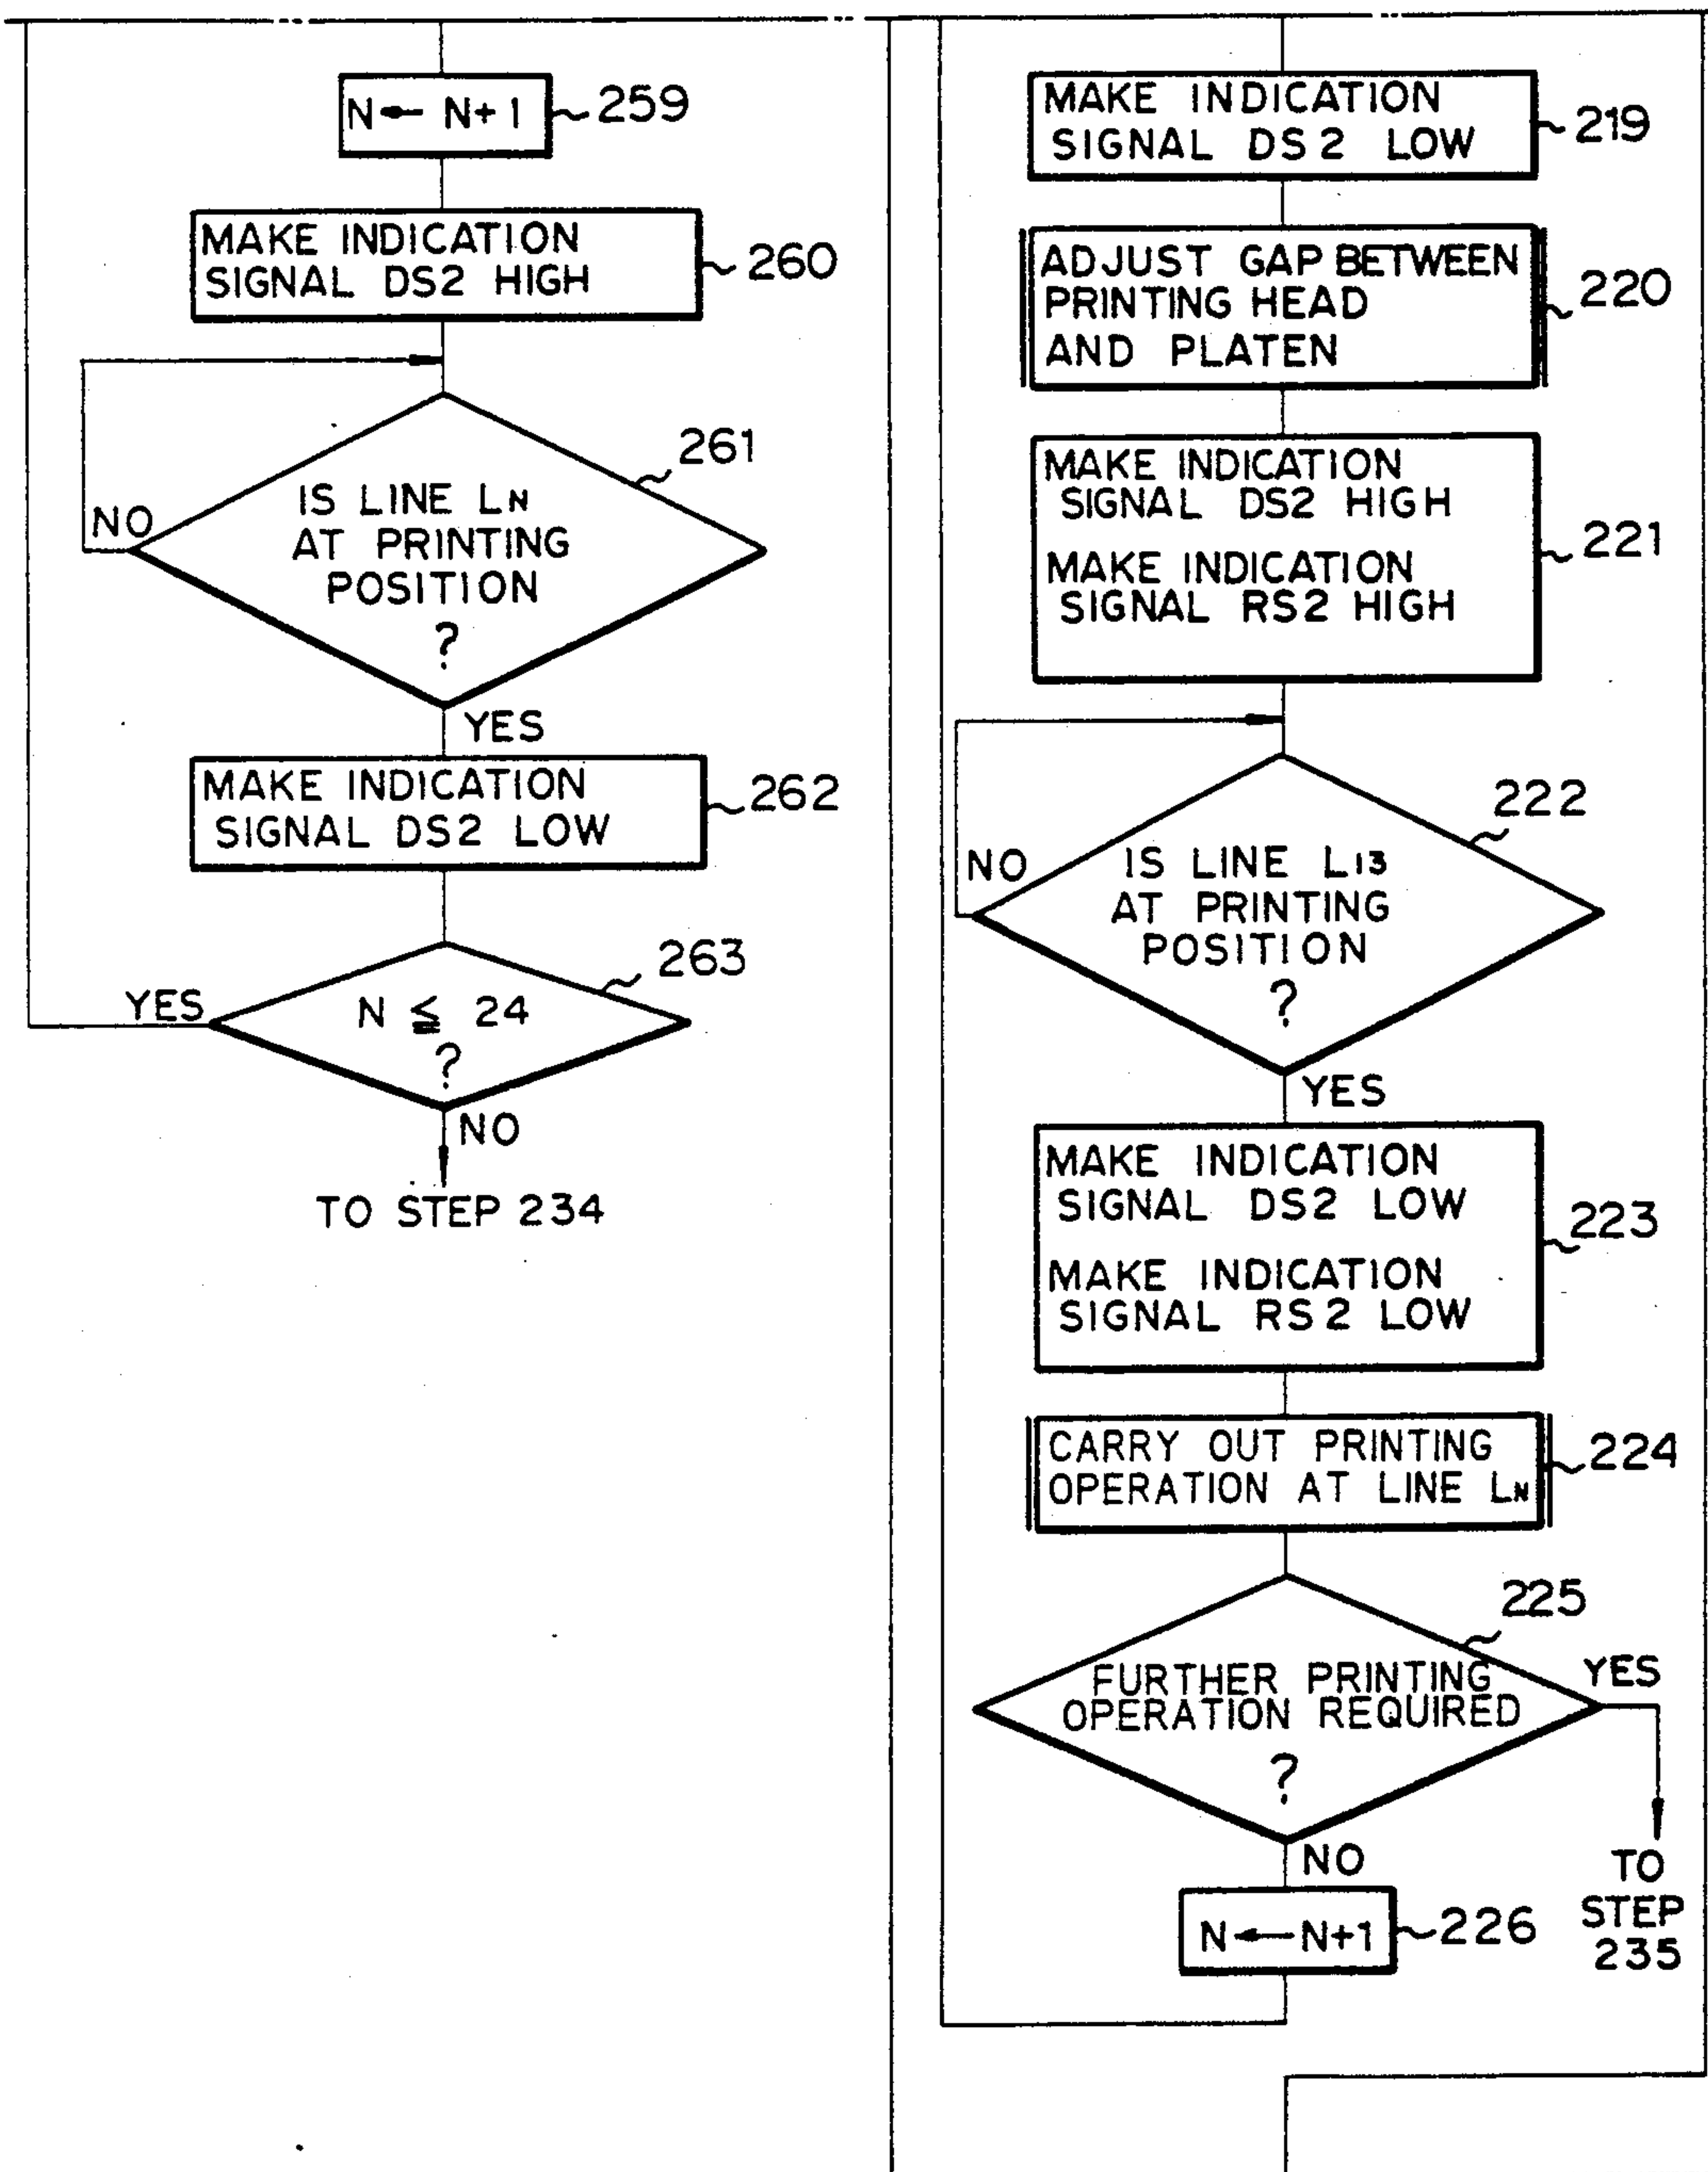 N ← N+1
259
MAKE INDICATION
SIGNAL DS2 HIGH
260
261
IS LINE LN
AT PRINTING
POSITION
?
NO
YES
MAKE INDICATION
SIGNAL DS2 LOW
262
263
N ≦ 24
?
YES
NO
TO STEP 234
MAKE INDICATION
SIGNAL DS2 LOW
219
ADJUST GAP BETWEEN
PRINTING HEAD
AND PLATEN
220
MAKE INDICATION
SIGNAL DS2 HIGH
MAKE INDICATION
SIGNAL RS2 HIGH
221
222
IS LINE L13
AT PRINTING
POSITION
?
NO
YES
MAKE INDICATION
SIGNAL DS2 LOW
MAKE INDICATION
SIGNAL RS2 LOW
223
CARRY OUT PRINTING
OPERATION AT LINE LN
224
225
FURTHER PRINTING
OPERATION REQUIRED
?
YES
TO
STEP
235
NO
N ← N+1
226